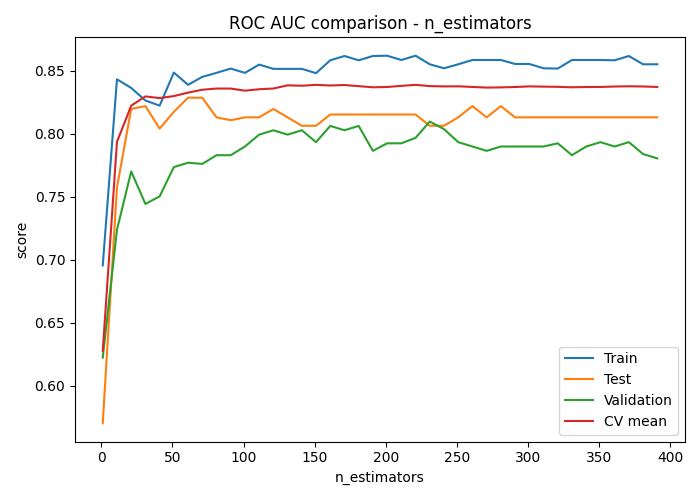 ROC AUC comparison - n_estimators
score
0.85
0.80
0.75
0.70
0.65
0.60
0 50 100 150 200 250 300 350 400
n_estimators
Train
Test
Validation
CV mean